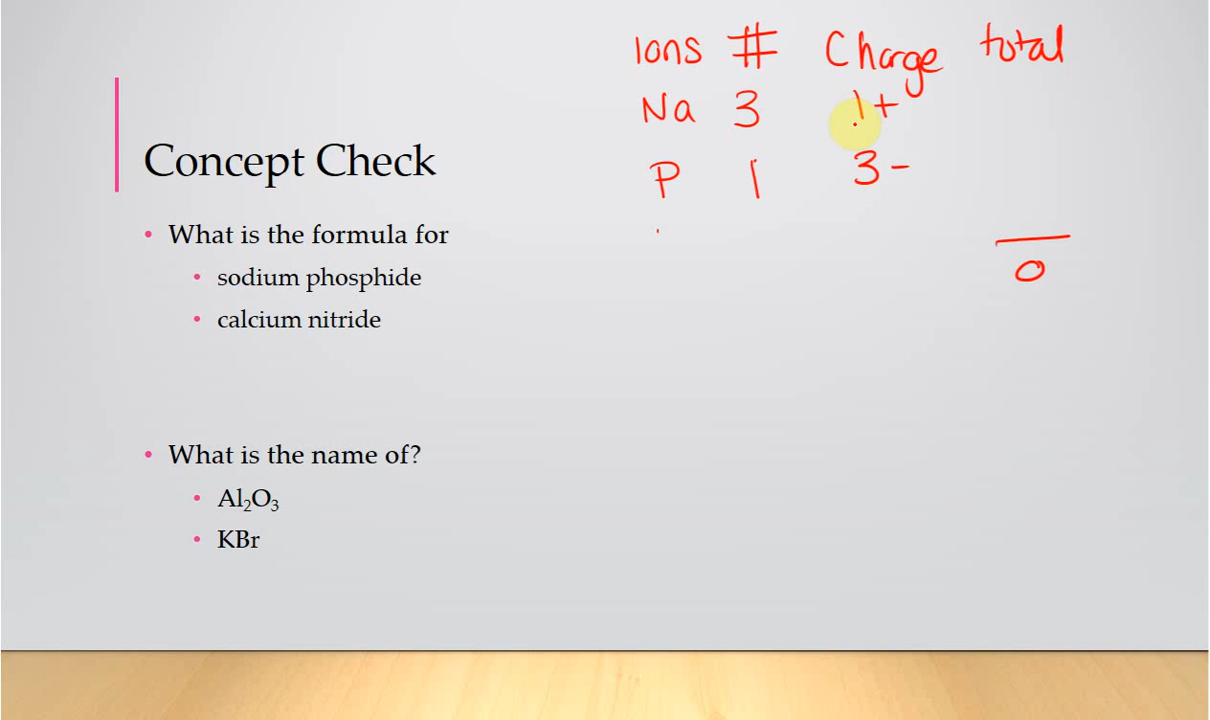 Ions # Charge total
Na 3 1+
P 1 3-
0
Concept Check
• What is the formula for
• sodium phosphide
• calcium nitride
• What is the name of?
• Al₂O₃
• KBr